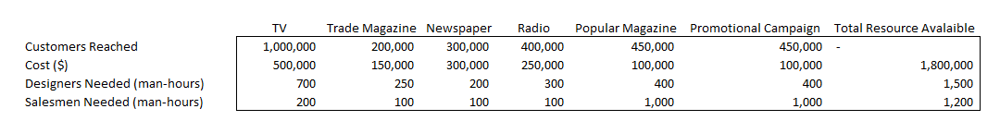 TV Trade Magazine Newspaper Radio Popular Magazine Promotional Campaign Total Resource Avalaible
Customers Reached 1,000,000 200,000 300,000 400,000 450,000 450,000 -
Cost ($) 500,000 150,000 300,000 250,000 100,000 100,000 1,800,000
Designers Needed (man-hours) 700 250 200 300 400 400 1,500
Salesmen Needed (man-hours) 200 100 100 100 1,000 1,000 1,200